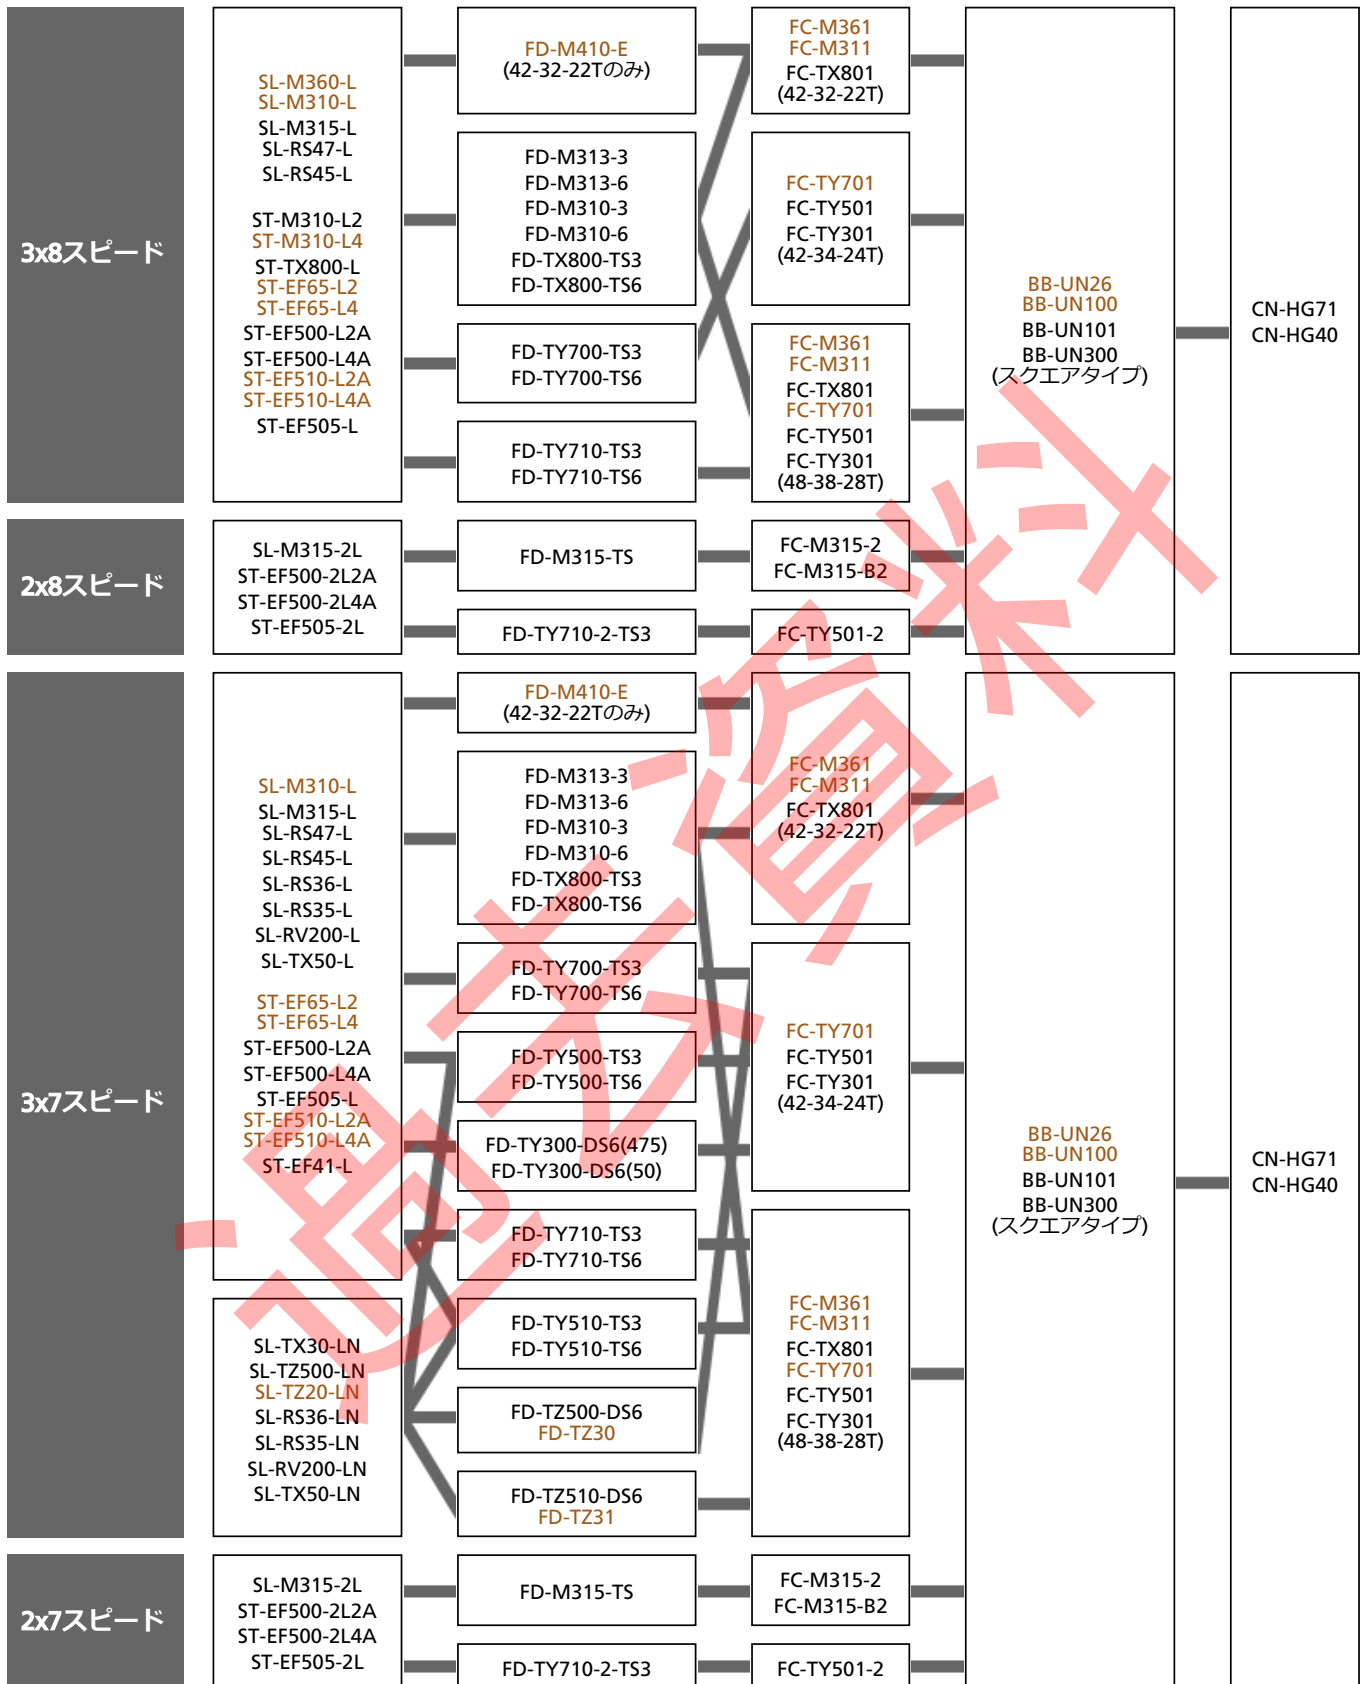 3x8スピード
SL-M360-L
SL-M310-L
SL-M315-L
SL-RS47-L
SL-RS45-L
ST-M310-L2
ST-M310-L4
ST-TX800-L
ST-EF65-L2
ST-EF65-L4
ST-EF500-L2A
ST-EF500-L4A
ST-EF510-L2A
ST-EF510-L4A
ST-EF505-L
FD-M410-E
(42-32-22Tのみ)
FD-M313-3
FD-M313-6
FD-M310-3
FD-M310-6
FD-TX800-TS3
FD-TX800-TS6
FD-TY700-TS3
FD-TY700-TS6
FD-TY710-TS3
FD-TY710-TS6
FC-M361
FC-M311
FC-TX801
(42-32-22T)
FC-TY701
FC-TY501
FC-TY301
(42-34-24T)
FC-M361
FC-M311
FC-TX801
FC-TY701
FC-TY501
FC-TY301
(48-38-28T)
BB-UN26
BB-UN100
BB-UN101
BB-UN300
(スクエアタイプ)
CN-HG71
CN-HG40
2x8スピード
SL-M315-2L
ST-EF500-2L2A
ST-EF500-2L4A
ST-EF505-2L
FD-M315-TS
FD-TY710-2-TS3
FC-M315-2
FC-M315-B2
FC-TY501-2
3x7スピード
SL-M310-L
SL-M315-L
SL-RS47-L
SL-RS45-L
SL-RS36-L
SL-RS35-L
SL-RV200-L
SL-TX50-L
ST-EF65-L2
ST-EF65-L4
ST-EF500-L2A
ST-EF500-L4A
ST-EF505-L
ST-EF510-L2A
ST-EF510-L4A
ST-EF41-L
SL-TX30-LN
SL-TZ500-LN
SL-TZ20-LN
SL-RS36-LN
SL-RS35-LN
SL-RV200-LN
SL-TX50-LN
FD-M410-E
(42-32-22Tのみ)
FD-M313-3
FD-M313-6
FD-M310-3
FD-M310-6
FD-TX800-TS3
FD-TX800-TS6
FD-TY700-TS3
FD-TY700-TS6
FD-TY500-TS3
FD-TY500-TS6
FD-TY300-DS6(475)
FD-TY300-DS6(50)
FD-TY710-TS3
FD-TY710-TS6
FD-TY510-TS3
FD-TY510-TS6
FD-TZ500-DS6
FD-TZ30
FD-TZ510-DS6
FD-TZ31
FC-M361
FC-M311
FC-TX801
(42-32-22T)
FC-TY701
FC-TY501
FC-TY301
(42-34-24T)
FC-M361
FC-M311
FC-TX801
FC-TY701
FC-TY501
FC-TY301
(48-38-28T)
BB-UN26
BB-UN100
BB-UN101
BB-UN300
(スクエアタイプ)
CN-HG71
CN-HG40
2x7スピード
SL-M315-2L
ST-EF500-2L2A
ST-EF500-2L4A
ST-EF505-2L
FD-M315-TS
FD-TY710-2-TS3
FC-M315-2
FC-M315-B2
FC-TY501-2
過去資料